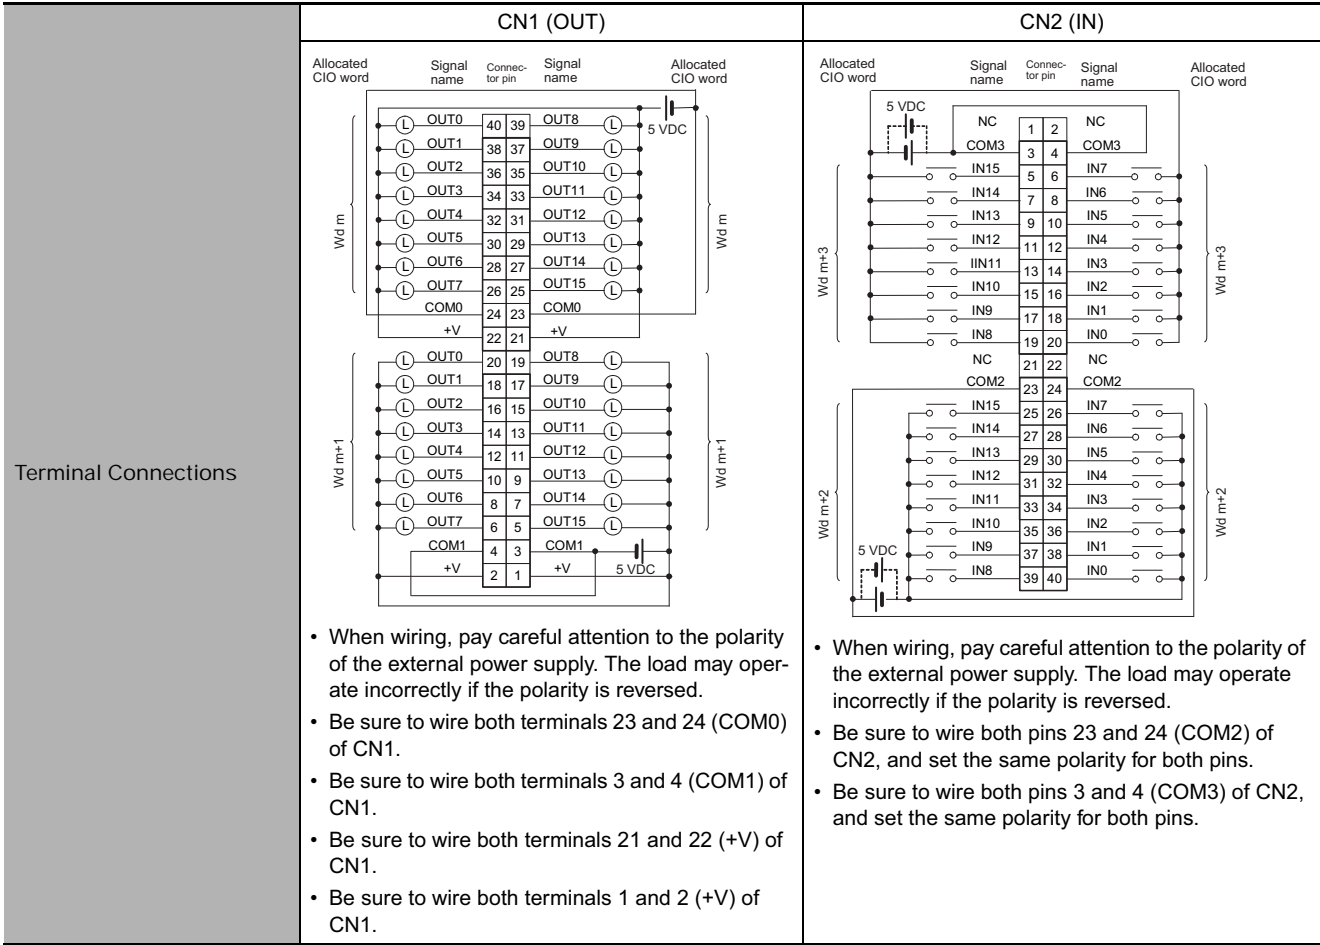 CN1 (OUT)
CN2 (IN)
Terminal Connections
Allocated CIO word
Signal name
Connec-tor pin
Signal name
Allocated CIO word
5 VDC
L OUT0 40 39 OUT8 L
L OUT1 38 37 OUT9 L
L OUT2 36 35 OUT10 L
L OUT3 34 33 OUT11 L
L OUT4 32 31 OUT12 L
L OUT5 30 29 OUT13 L
L OUT6 28 27 OUT14 L
L OUT7 26 25 OUT15 L
COM0 24 23 COM0
+V 22 21 +V
Wd m
Wd m
L OUT0 20 19 OUT8 L
L OUT1 18 17 OUT9 L
L OUT2 16 15 OUT10 L
L OUT3 14 13 OUT11 L
L OUT4 12 11 OUT12 L
L OUT5 10 9 OUT13 L
L OUT6 8 7 OUT14 L
L OUT7 6 5 OUT15 L
COM1 4 3 COM1
+V 2 1 +V
5 VDC
Wd m+1
Wd m+1
• When wiring, pay careful attention to the polarity
of the external power supply. The load may oper-
ate incorrectly if the polarity is reversed.
• Be sure to wire both terminals 23 and 24 (COM0)
of CN1.
• Be sure to wire both terminals 3 and 4 (COM1) of
CN1.
• Be sure to wire both terminals 21 and 22 (+V) of
CN1.
• Be sure to wire both terminals 1 and 2 (+V) of
CN1.
Allocated CIO word
Signal name
Connec-tor pin
Signal name
Allocated CIO word
5 VDC
NC 1 2 NC
COM3 3 4 COM3
IN15 5 6 IN7
IN14 7 8 IN6
IN13 9 10 IN5
IN12 11 12 IN4
IIN11 13 14 IN3
IN10 15 16 IN2
IN9 17 18 IN1
IN8 19 20 IN0
Wd m+3
Wd m+3
NC 21 22 NC
COM2 23 24 COM2
IN15 25 26 IN7
IN14 27 28 IN6
IN13 29 30 IN5
IN12 31 32 IN4
IN11 33 34 IN3
IN10 35 36 IN2
IN9 37 38 IN1
IN8 39 40 IN0
5 VDC
Wd m+2
Wd m+2
• When wiring, pay careful attention to the polarity of
the external power supply. The load may operate
incorrectly if the polarity is reversed.
• Be sure to wire both pins 23 and 24 (COM2) of
CN2, and set the same polarity for both pins.
• Be sure to wire both pins 3 and 4 (COM3) of CN2,
and set the same polarity for both pins.